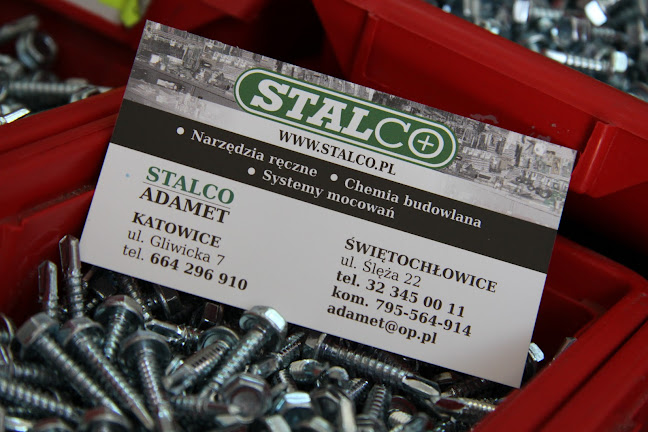 STALCO
WWW.STALCO.PL
• Narzędzia ręczne • Chemia budowlana
• Systemy mocowań
STALCO
ADAMET
KATOWICE
ul. Gliwicka 7
tel. 664 296 910
ŚWIĘTOCHŁOWICE
ul. Ślęża 22
tel. 32 345 00 11
kom. 795-564-914
adamet@op.pl